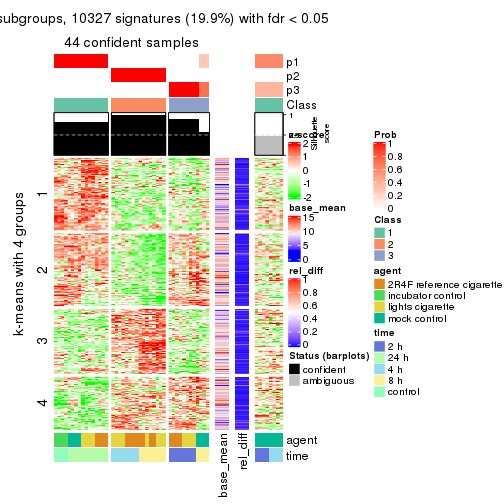 subgroups, 10327 signatures (19.9%) with fdr < 0.05
44 confident samples
p1
p2
p3
Class
1
Silhouette
score
z-score
2
1
0
-1
-2
base_mean
15
10
5
0
rel_diff
1
0.8
0.6
0.4
0.2
0
Status (barplots)
confident
ambiguous
Prob
1
0.8
0.6
0.4
0.2
0
Class
1
2
3
agent
2R4F reference cigarette
incubator control
lights cigarette
mock control
time
2 h
24 h
4 h
8 h
control
k-means with 4 groups
1
2
3
4
agent
time
base_mean
rel_diff